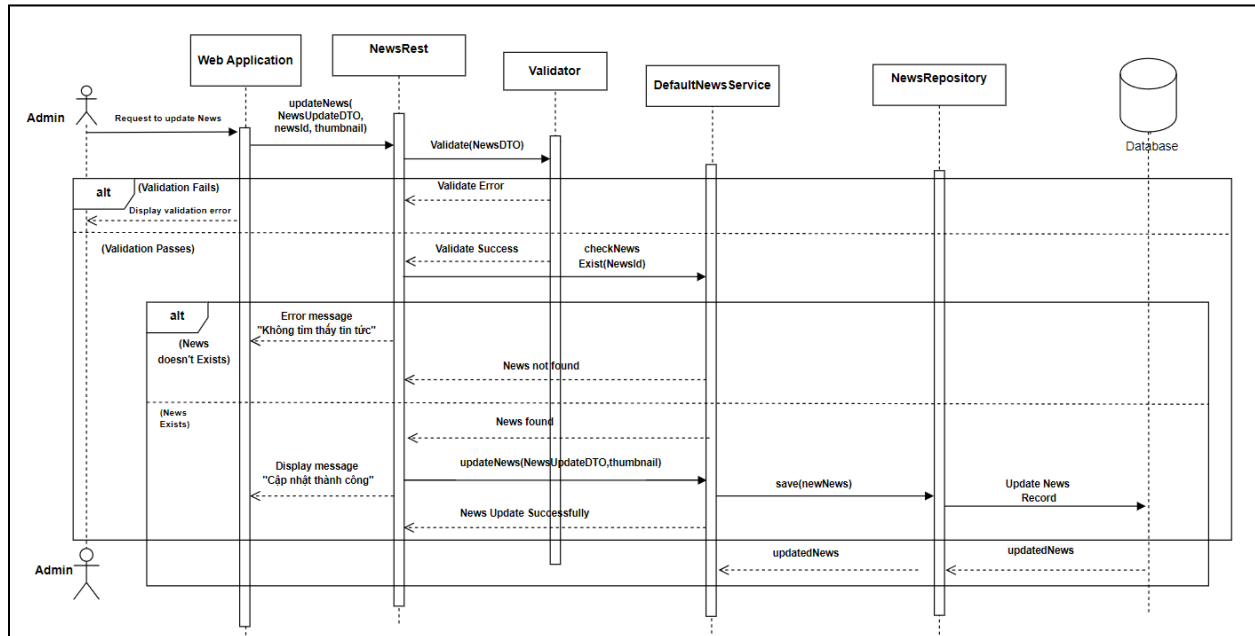 Web Application
NewsRest
Validator
DefaultNewsService
NewsRepository
Database
Admin
Request to update News
updateNews(
NewsUpdateDTO,
newsId, thumbnail)
Validate(NewsDTO)
alt
(Validation Fails)
Validate Error
Display validation error
(Validation Passes)
Validate Success
checkNews
Exist(NewsId)
alt
Error message
"Không tìm thấy tin tức"
(News
doesn't Exists)
News not found
(News
Exists)
News found
Display message
"Cập nhật thành công"
updateNews(NewsUpdateDTO,thumbnail)
save(newNews)
Update News
Record
News Update Successfully
updatedNews
updatedNews
Admin